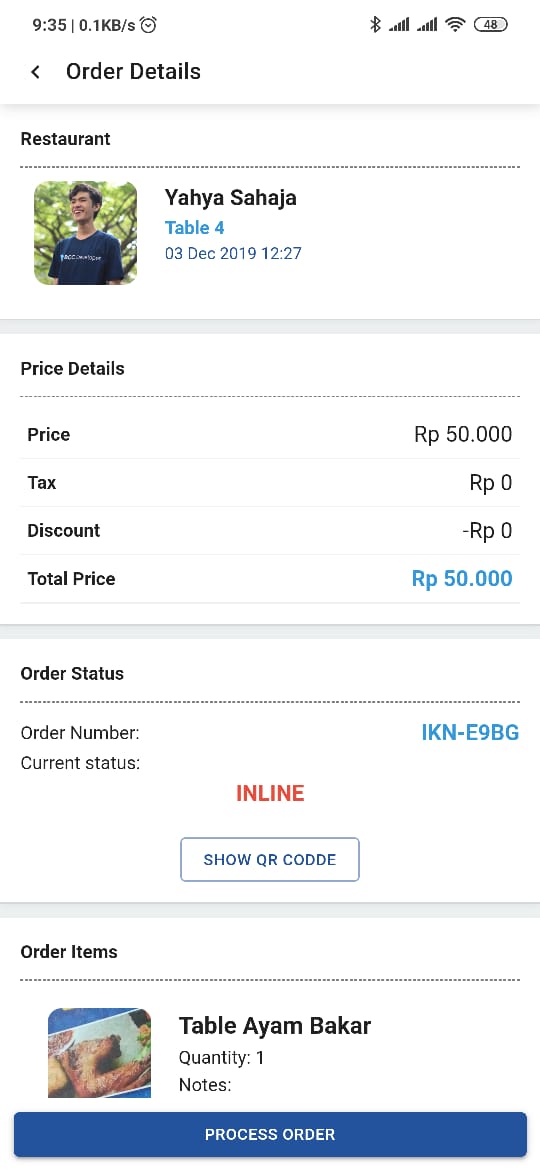 9:35 | 0.1KB/s
48
Order Details
Restaurant
Yahya Sahaja
Table 4
03 Dec 2019 12:27
Price Details
Price Rp 50.000
Tax Rp 0
Discount -Rp 0
Total Price Rp 50.000
Order Status
Order Number: IKN-E9BG
Current status:
INLINE
SHOW QR CODDE
Order Items
Table Ayam Bakar
Quantity: 1
Notes:
PROCESS ORDER